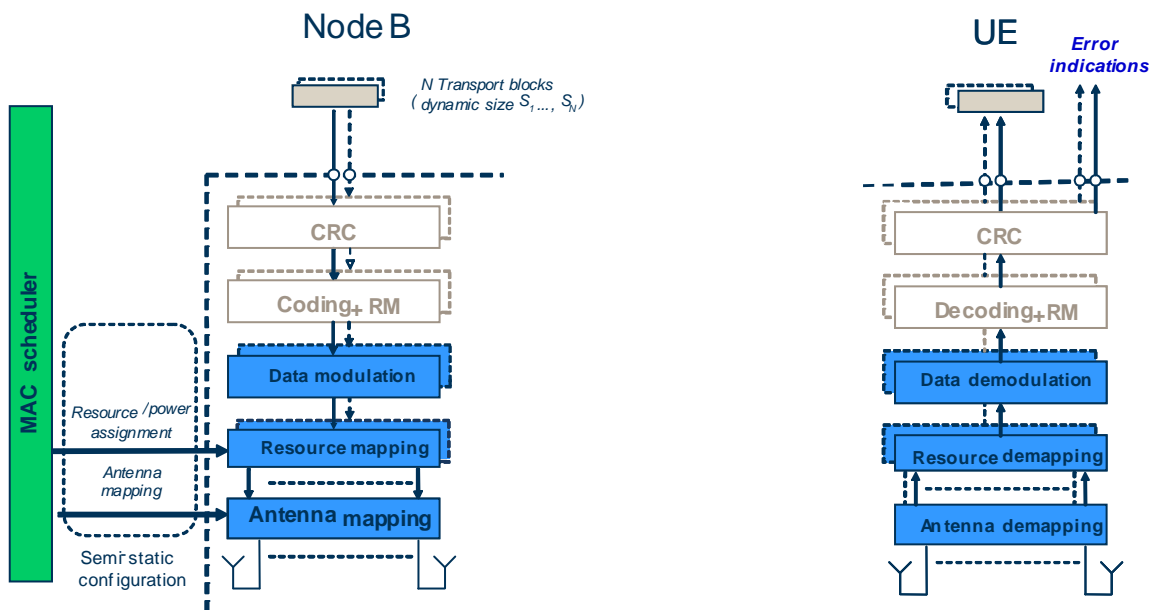 Node B
UE
Error
indications
N Transport blocks
( dynamic size S1..., SN)
MAC scheduler
CRC
CRC
Coding+ RM
Decoding+RM
Data modulation
Data demodulation
Resource /power
assignment
Resource mapping
Resource demapping
Antenna
mapping
Antenna mapping
Antenna demapping
Semi-static
configuration